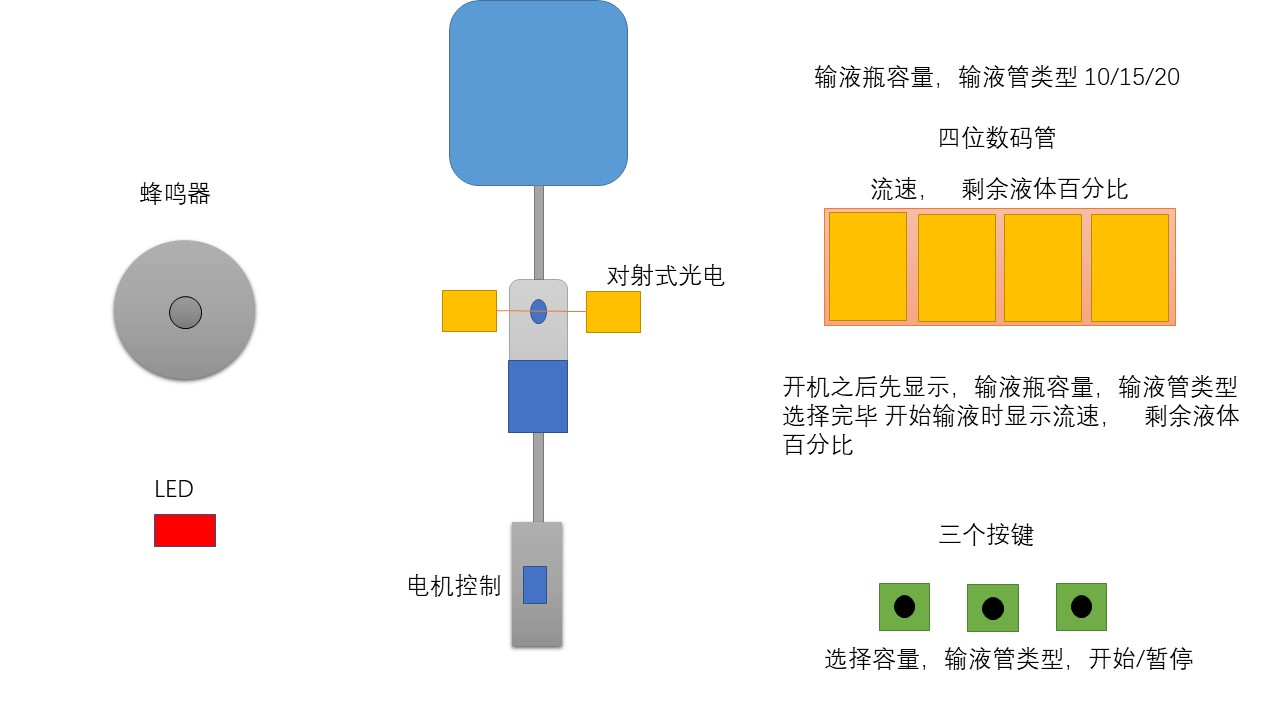 输液瓶容量，输液管类型 10/15/20
四位数码管
流速， 剩余液体百分比
蜂鸣器
对射式光电
开机之后先显示，输液瓶容量，输液管类型
选择完毕 开始输液时显示流速， 剩余液体
百分比
LED
三个按键
电机控制
选择容量，输液管类型，开始/暂停